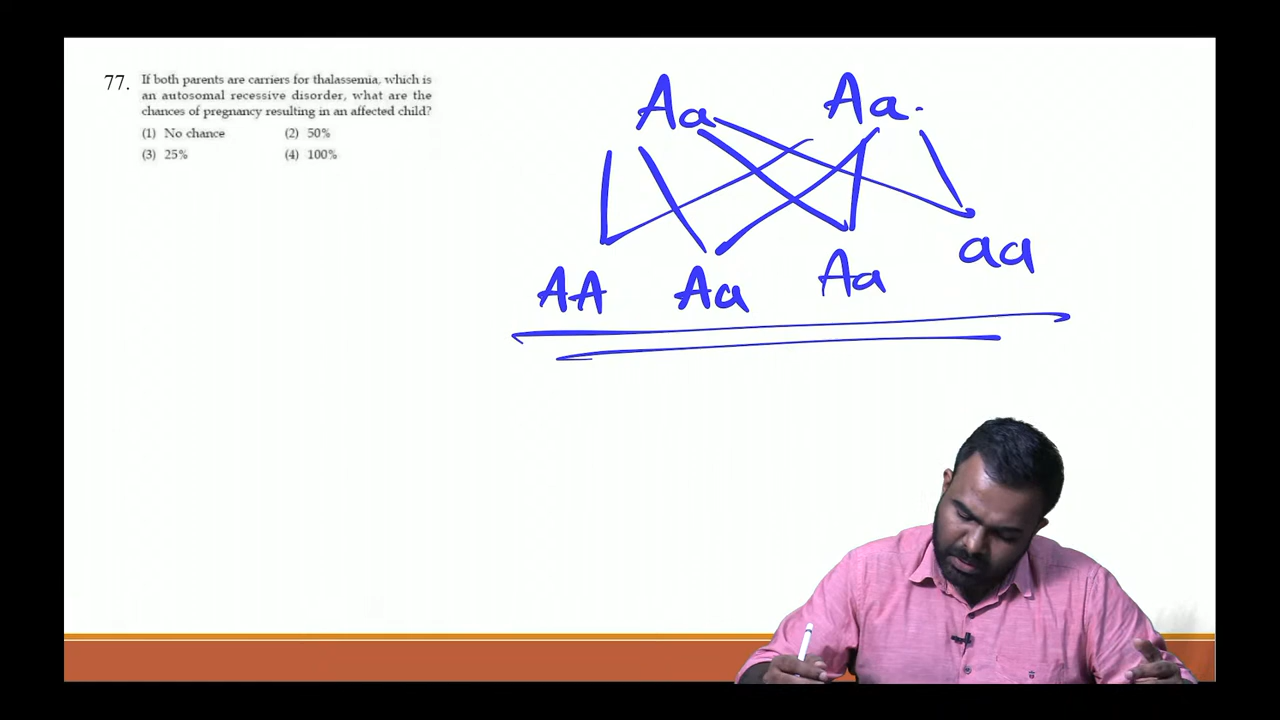 77. If both parents are carriers for thalassemia, which is
an autosomal recessive disorder, what are the
chances of pregnancy resulting in an affected child?
(1) No chance (2) 50%
(3) 25% (4) 100%
Aa Aa
AA Aa Aa aa